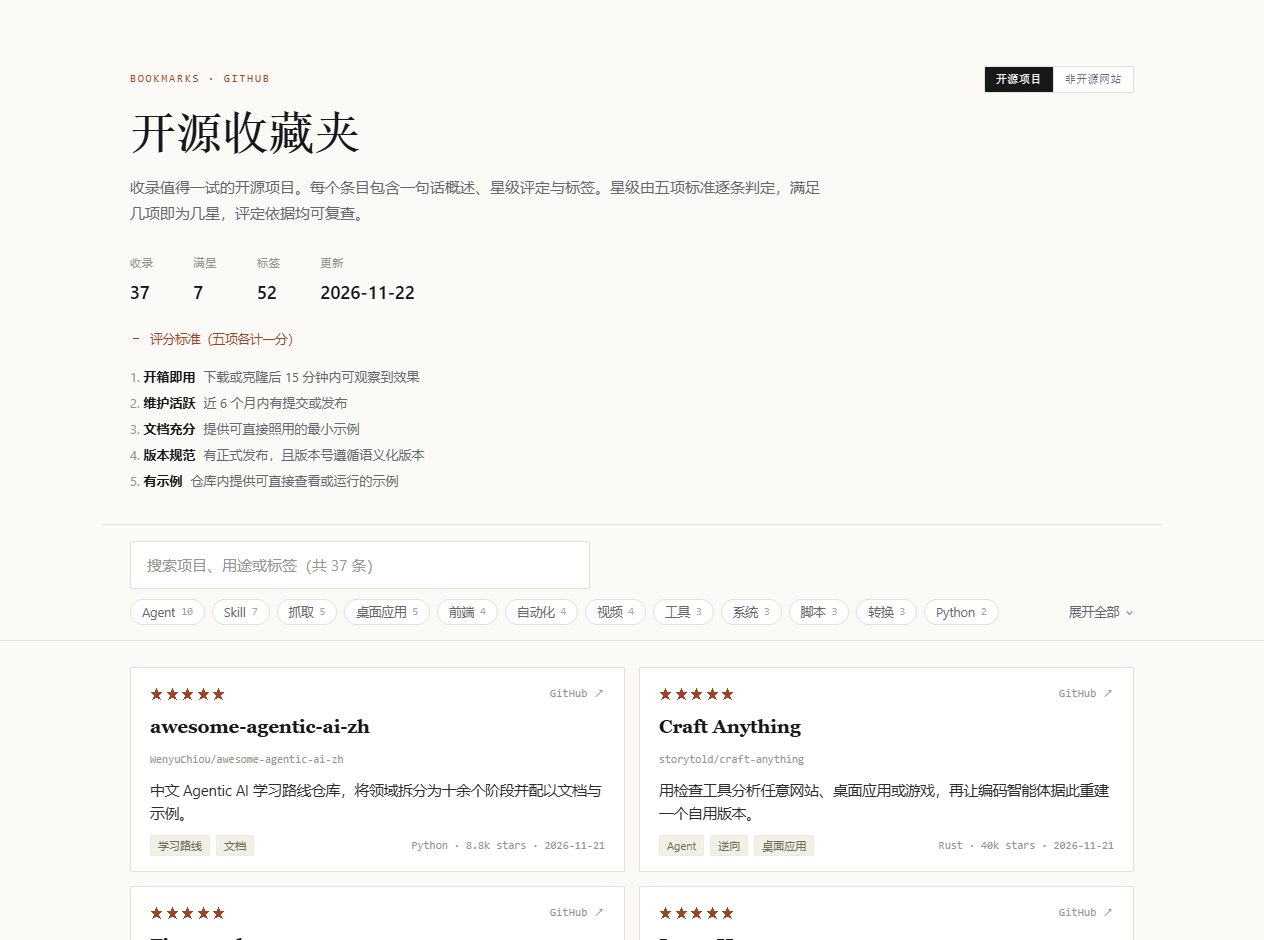 BOOKMARKS · GITHUB
开源项目
非开源网站
开源收藏夹
收录值得一试的开源项目。每个条目包含一句话概述、星级评定与标签。星级由五项标准逐条判定，满足
几项即为几星，评定依据均可复查。
收录
满星
标签
更新
37
7
52
2026-11-22
− 评分标准（五项各计一分）
1. 开箱即用 下载或克隆后 15 分钟内可观察到效果
2. 维护活跃 近 6 个月内有提交或发布
3. 文档充分 提供可直接照用的最小示例
4. 版本规范 有正式发布，且版本号遵循语义化版本
5. 有示例 仓库内提供可直接查看或运行的示例
搜索项目、用途或标签（共 37 条）
Agent 10
Skill 7
抓取 5
桌面应用 5
前端 4
自动化 4
视频 4
工具 3
系统 3
脚本 3
转换 3
Python 2
展开全部
★★★★★
GitHub ↗
awesome-agentic-ai-zh
WenyuChiou/awesome-agentic-ai-zh
中文 Agentic AI 学习路线仓库，将领域拆分为十余个阶段并配以文档与
示例。
学习路线
文档
Python · 8.8k stars · 2026-11-21
★★★★★
GitHub ↗
Craft Anything
storytold/craft-anything
用检查工具分析任意网站、桌面应用或游戏，再让编码智能体据此重建
一个自用版本。
Agent
逆向
桌面应用
Rust · 40k stars · 2026-11-21
★★★★★
GitHub ↗
★★★★★
GitHub ↗